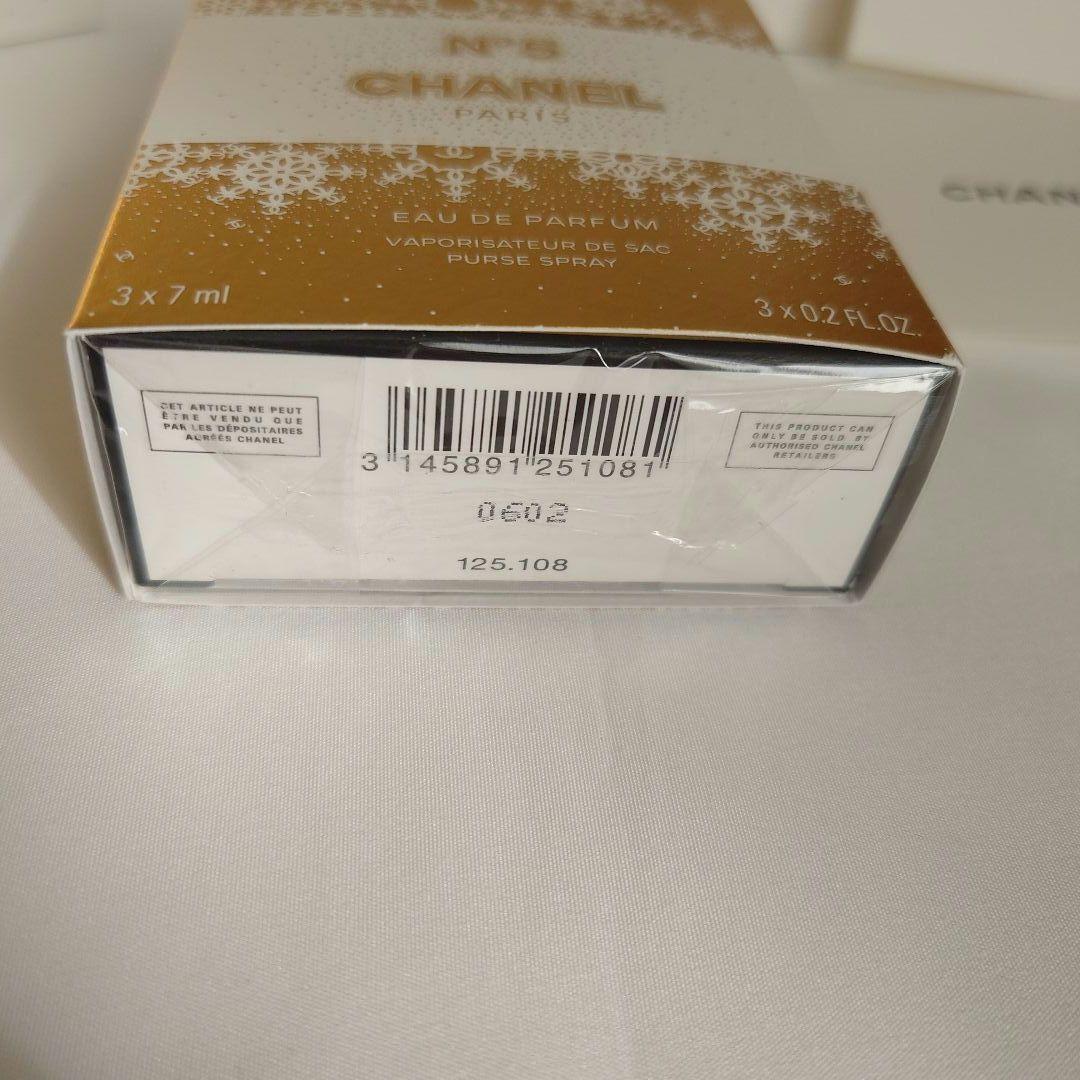 N°5
CHANEL
PARIS
EAU DE PARFUM
VAPORISATEUR DE SAC
PURSE SPRAY
3 x 7 ml
3 x 0.2 FL.OZ.
CHAN
CET ARTICLE NE PEUT
ÊTRE VENDU QUE
PAR LES DÉPOSITAIRES
AGRÉÉS CHANEL
3 145891 251081
THIS PRODUCT CAN
ONLY BE SOLD BY
AUTHORISED CHANEL
RETAILERS
0602
125.108